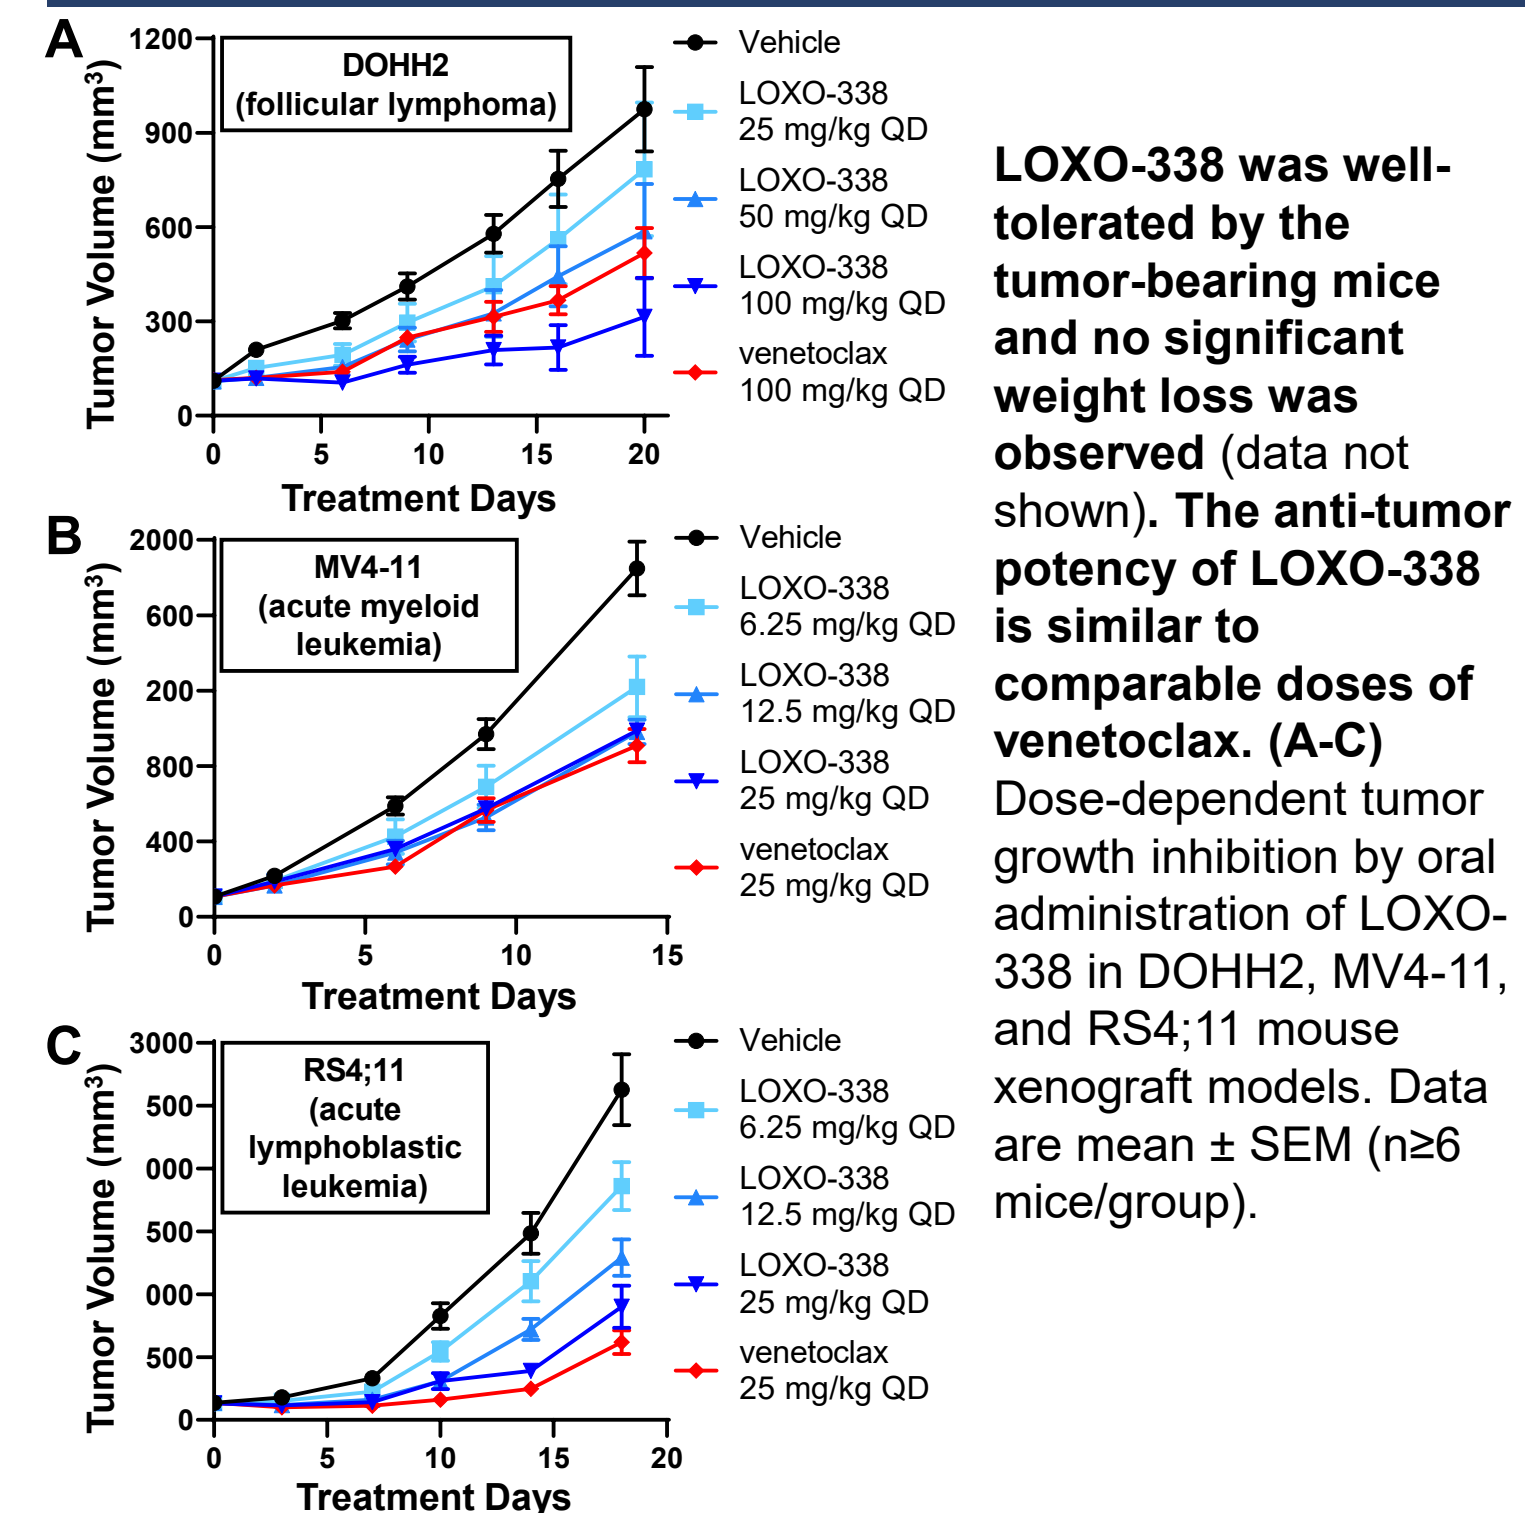 A
1200
900
600
300
0
Tumor Volume (mm³)
DOHH2
(follicular lymphoma)
0 5 10 15 20
Treatment Days
Vehicle
LOXO-338
25 mg/kg QD
LOXO-338
50 mg/kg QD
LOXO-338
100 mg/kg QD
venetoclax
100 mg/kg QD
B
2000
600
200
800
400
0
Tumor Volume (mm³)
MV4-11
(acute myeloid
leukemia)
0 5 10 15
Treatment Days
Vehicle
LOXO-338
6.25 mg/kg QD
LOXO-338
12.5 mg/kg QD
LOXO-338
25 mg/kg QD
venetoclax
25 mg/kg QD
C
3000
500
000
500
000
500
0
Tumor Volume (mm³)
RS4;11
(acute
lymphoblastic
leukemia)
0 5 10 15 20
Treatment Days
Vehicle
LOXO-338
6.25 mg/kg QD
LOXO-338
12.5 mg/kg QD
LOXO-338
25 mg/kg QD
venetoclax
25 mg/kg QD
LOXO-338 was well-
tolerated by the
tumor-bearing mice
and no significant
weight loss was
observed (data not
shown). The anti-tumor
potency of LOXO-338
is similar to
comparable doses of
venetoclax. (A-C)
Dose-dependent tumor
growth inhibition by oral
administration of LOXO-
338 in DOHH2, MV4-11,
and RS4;11 mouse
xenograft models. Data
are mean ± SEM (n≥6
mice/group).